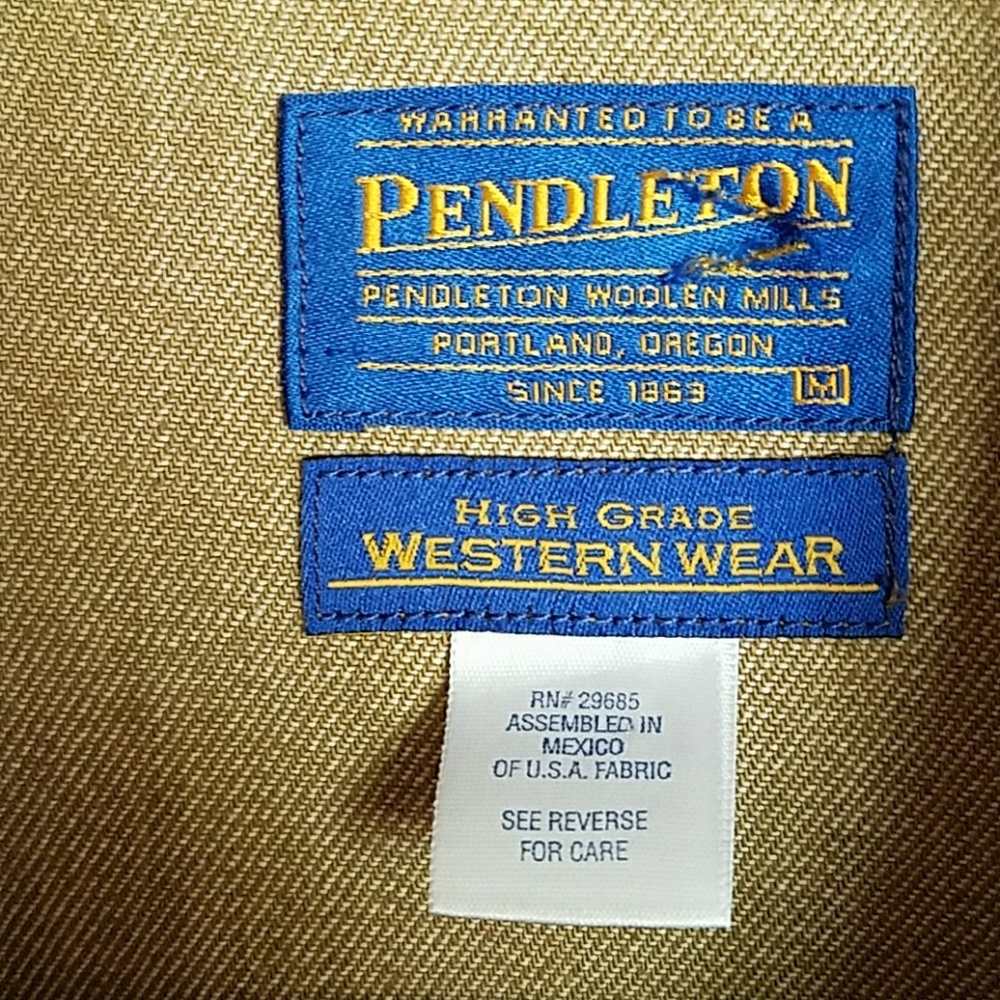 WARRANTED TO BE A
PENDLETON
PENDLETON WOOLEN MILLS
PORTLAND, OREGON
SINCE 1863 M
HIGH GRADE
WESTERN WEAR
RN# 29685
ASSEMBLED IN
MEXICO
OF U.S.A. FABRIC
SEE REVERSE
FOR CARE